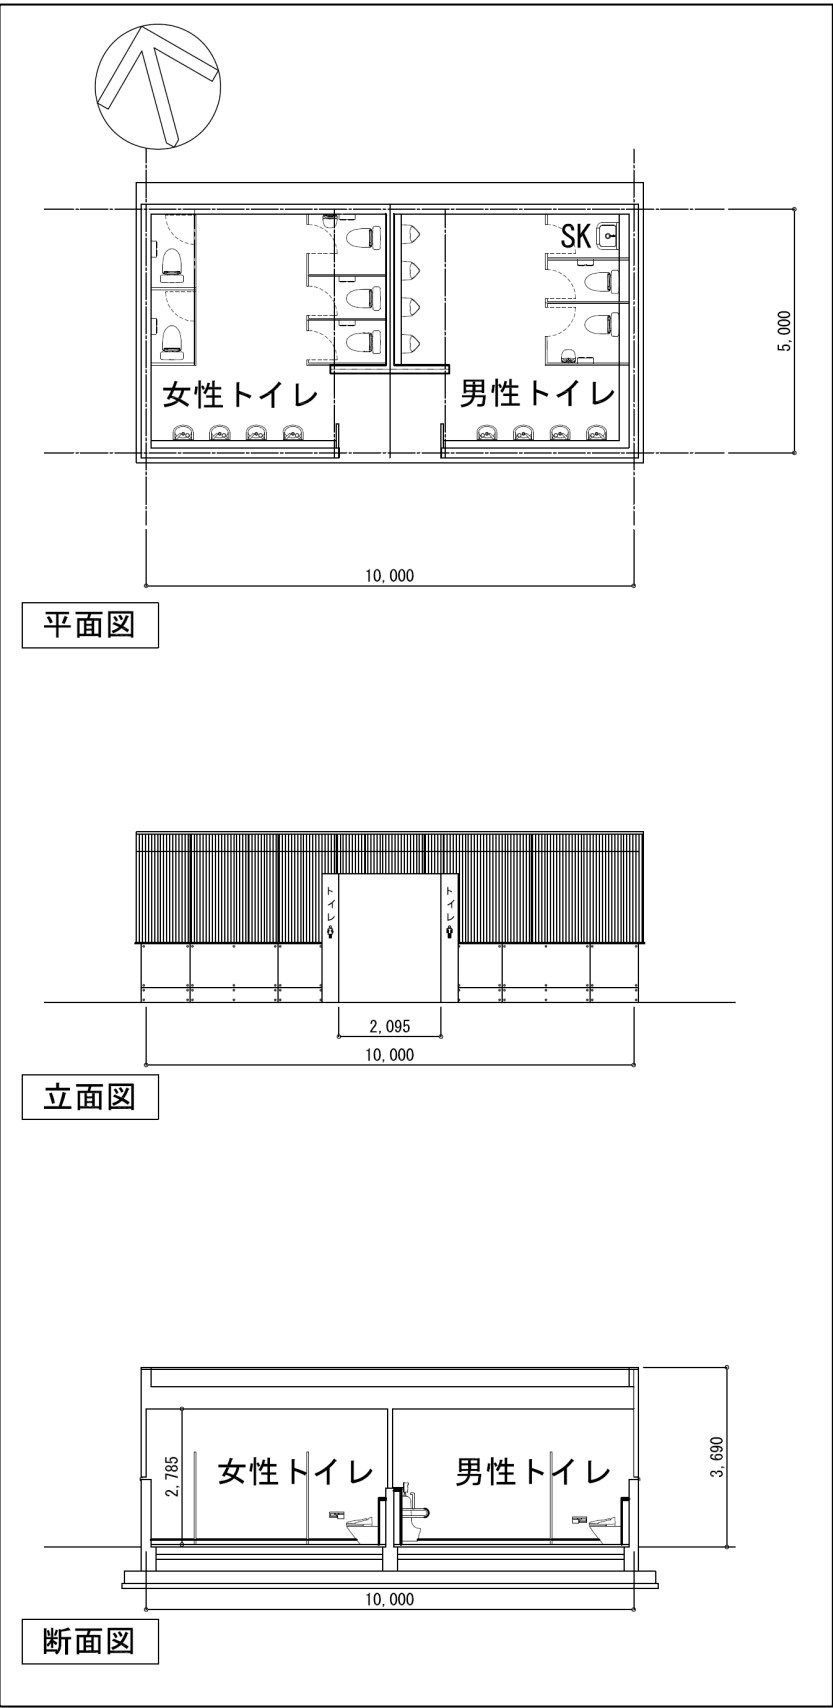 SK
女性トイレ
男性トイレ
5,000
10,000
平面図
トイレ
トイレ
2,095
10,000
立面図
女性トイレ
男性トイレ
2,785
3,690
10,000
断面図